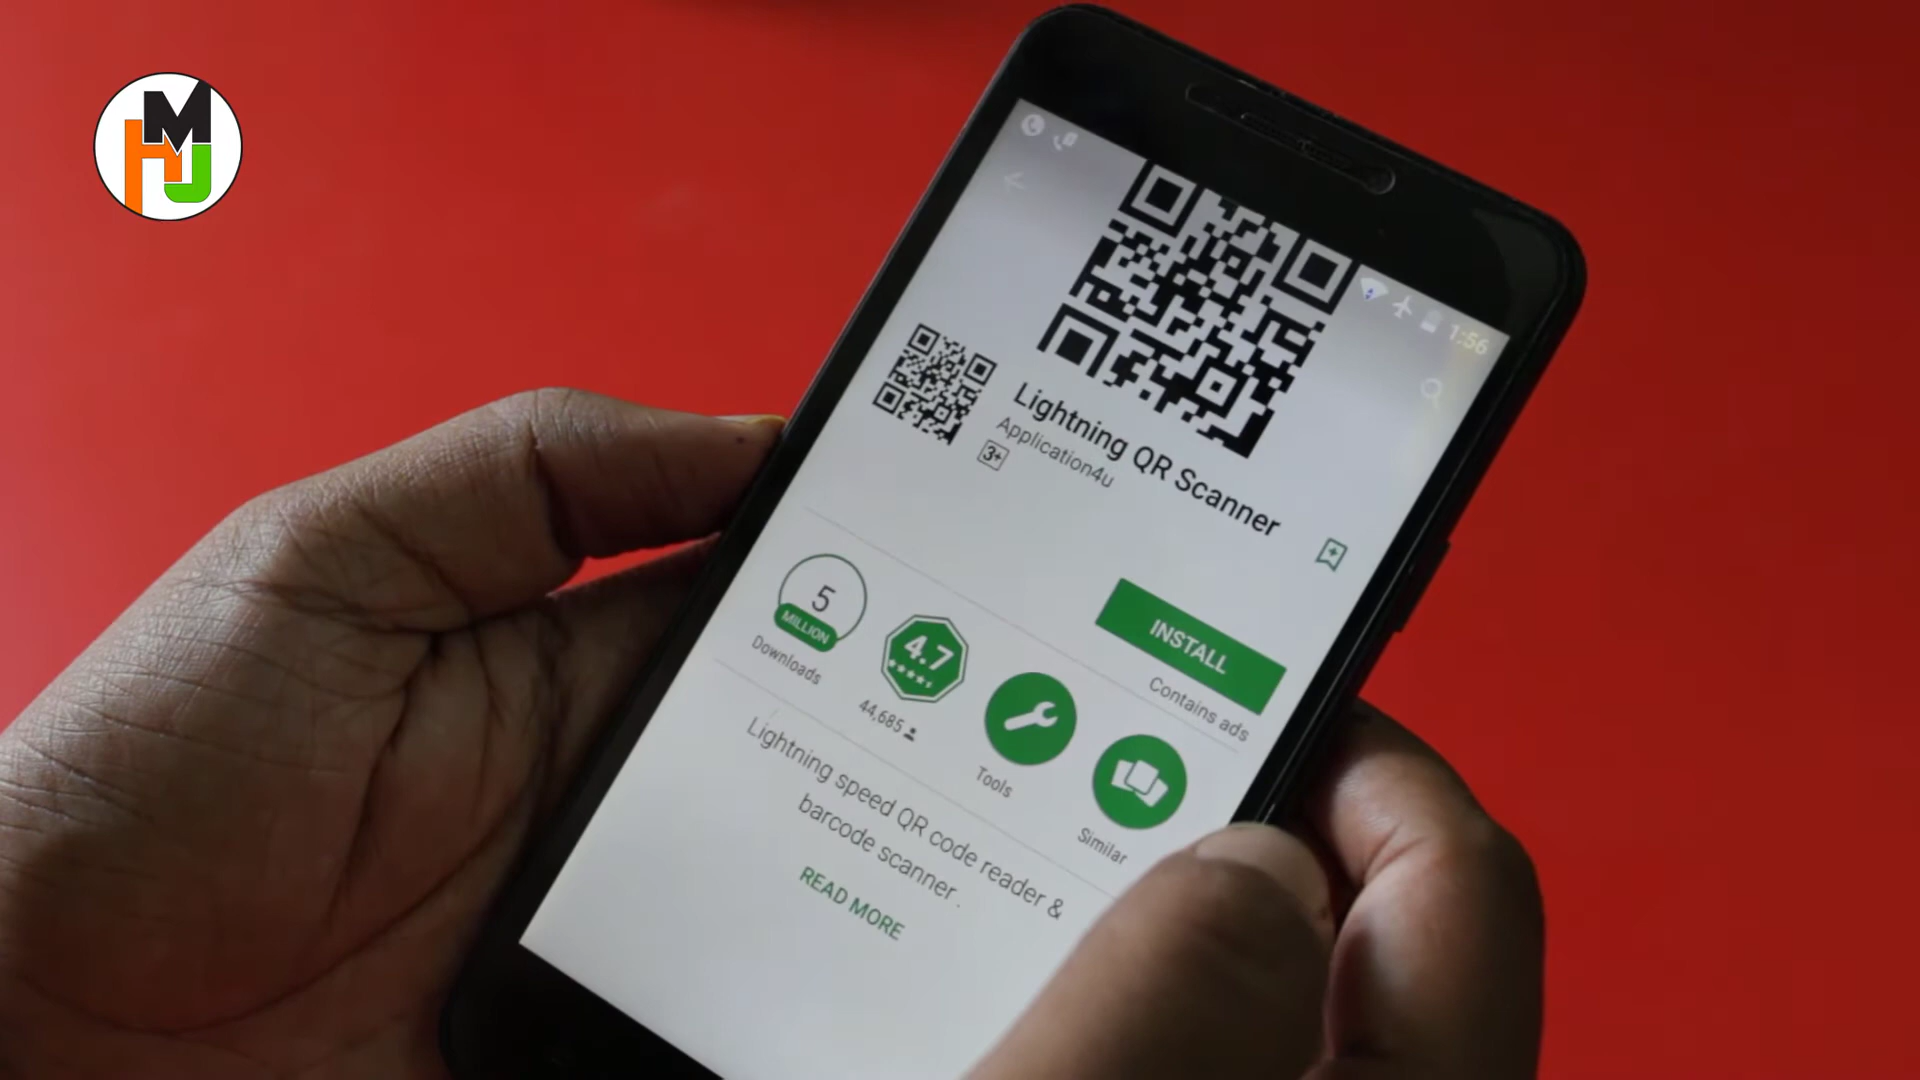 MHJ
1:56
Lightning QR Scanner
Application4u
3+
INSTALL
Contains ads
5
MILLION
Downloads
4.7
44,685
Tools
Similar
Lightning speed QR code reader &
barcode scanner .
READ MORE